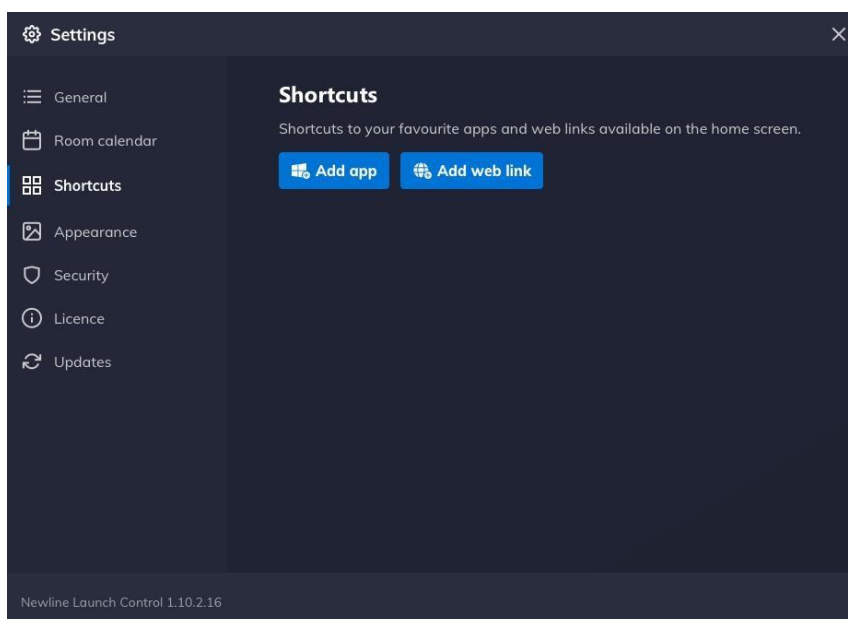 Settings
General
Room calendar
Shortcuts
Appearance
Security
Licence
Updates
Shortcuts
Shortcuts to your favourite apps and web links available on the home screen.
Add app
Add web link
Newline Launch Control 1.10.2.16